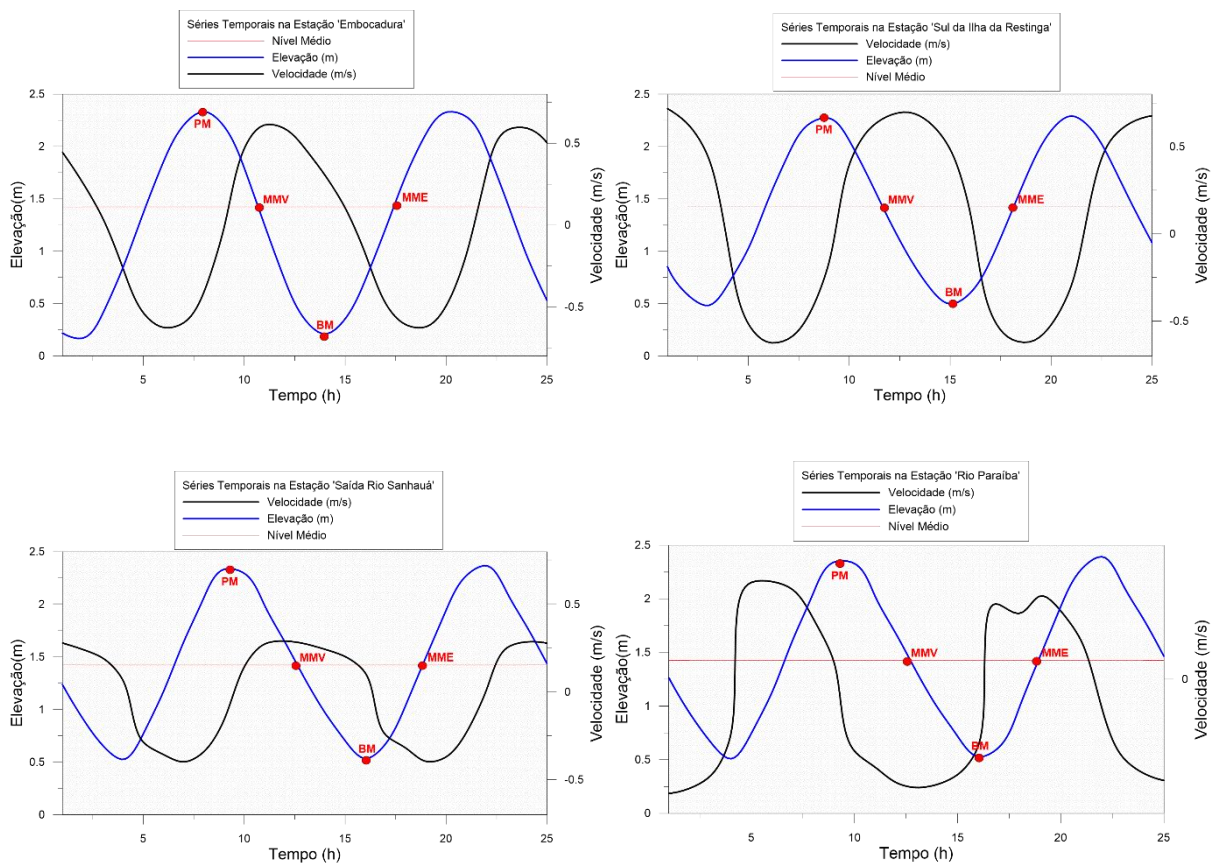 Séries Temporais na Estação 'Embocadura'
Nível Médio
Elevação (m)
Velocidade (m/s)
2.5
2
1.5
1
0.5
0
Elevação(m)
PM
MMV
MME
BM
0.5
0
-0.5
Velocidade (m/s)
5
10
15
20
25
Tempo (h)
Séries Temporais na Estação 'Sul da Ilha da Restinga'
Velocidade (m/s)
Elevação (m)
Nível Médio
2.5
2
1.5
1
0.5
0
Elevação(m)
PM
MMV
MME
BM
0.5
0
-0.5
Velocidade (m/s)
5
10
15
20
25
Tempo (h)
Séries Temporais na Estação 'Saída Rio Sanhauá'
Velocidade (m/s)
Elevação (m)
Nível Médio
2.5
2
1.5
1
0.5
0
Elevação(m)
PM
MMV
MME
BM
0.5
0
-0.5
Velocidade (m/s)
5
10
15
20
25
Tempo (h)
Séries Temporais na Estação 'Rio Paraíba'
Velocidade (m/s)
Elevação (m)
Nível Médio
2.5
2
1.5
1
0.5
0
Elevação(m)
PM
MMV
MME
BM
0
Velocidade (m/s)
5
10
15
20
25
Tempo (h)